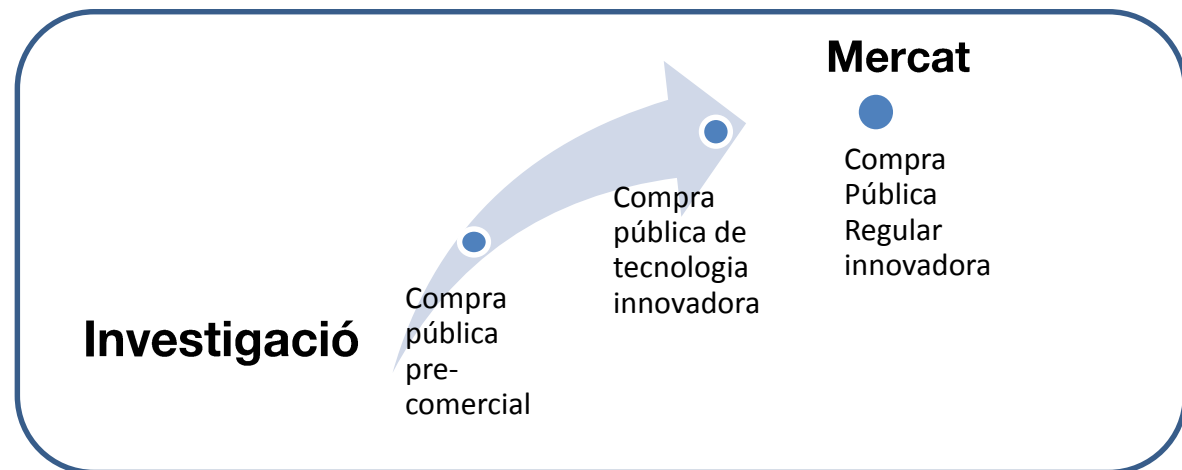 Mercat
Compra
Pública
Regular
innovadora
Compra
pública de
tecnologia
innovadora
Compra
pública
pre-
comercial
Investigació